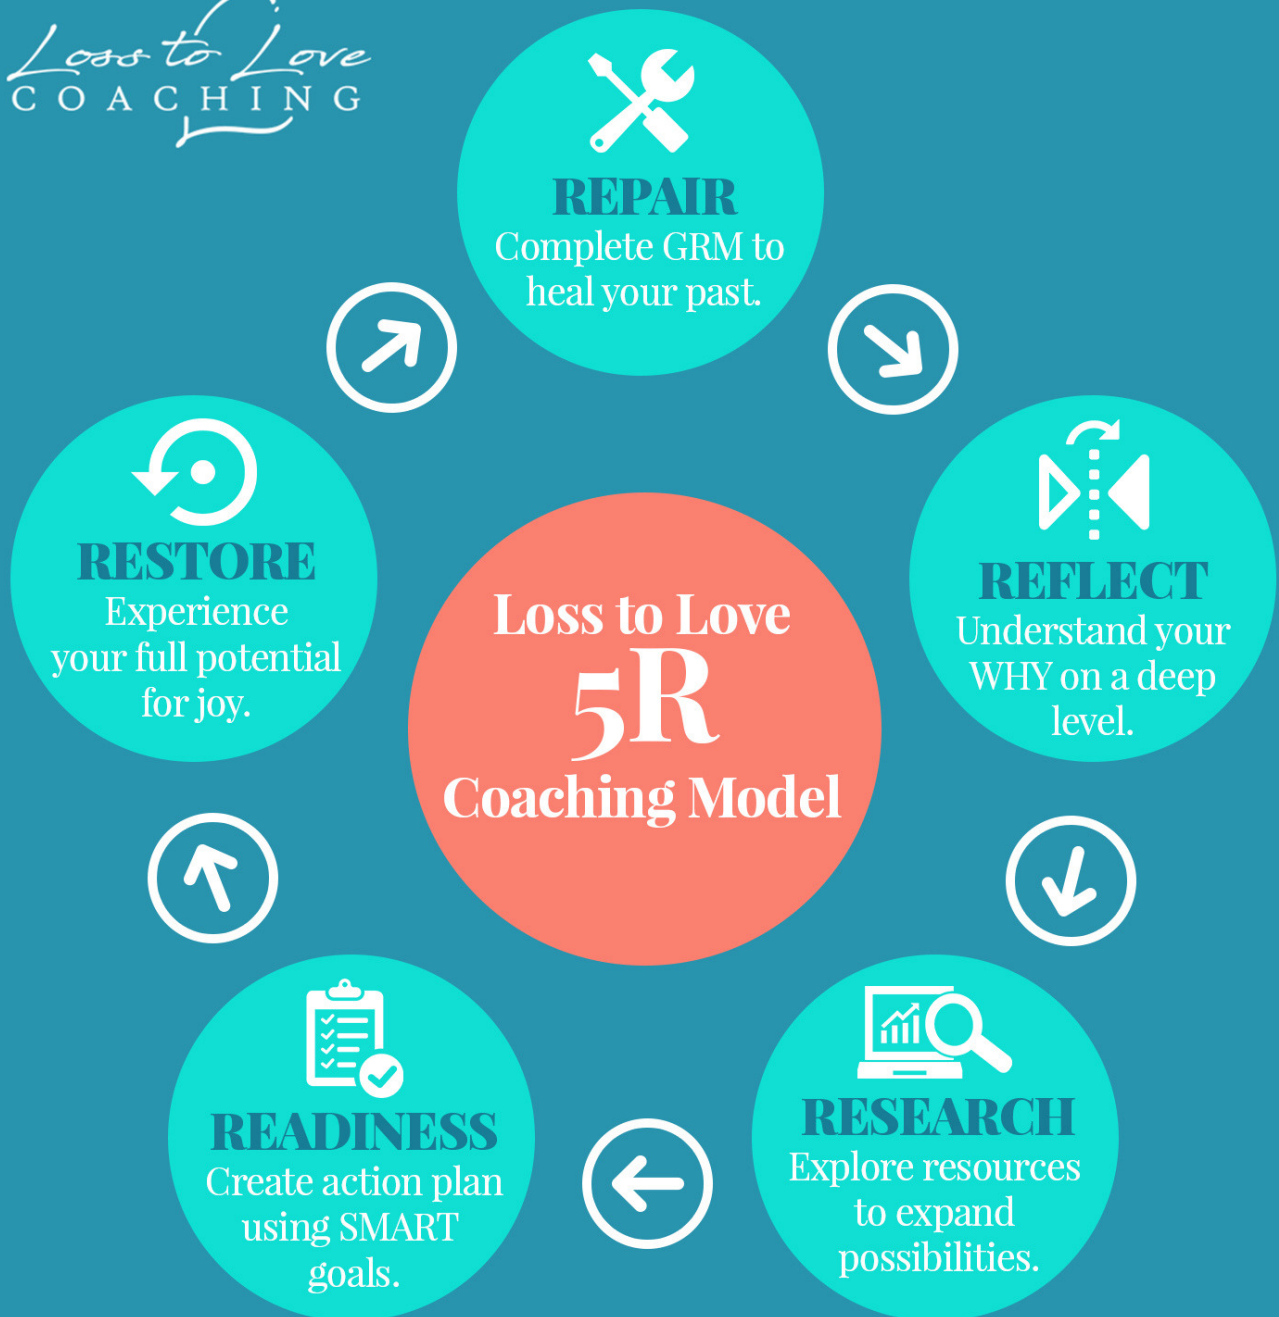 Loss to Love
COACHING
REPAIR
Complete GRM to
heal your past.
REFLECT
Understand your
WHY on a deep
level.
RESEARCH
Explore resources
to expand
possibilities.
READINESS
Create action plan
using SMART
goals.
RESTORE
Experience
your full potential
for joy.
Loss to Love
5R
Coaching Model